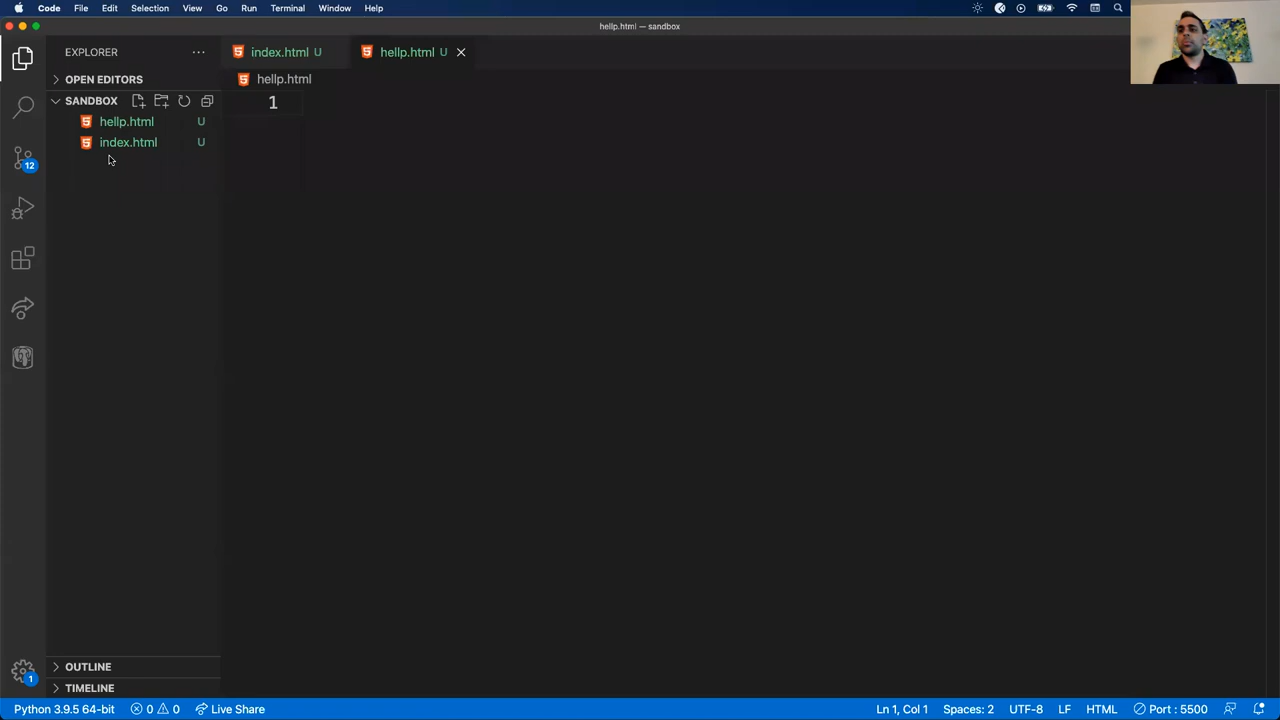 Code File Edit Selection View Go Run Terminal Window Help
hellp.html — sandbox
EXPLORER
index.html U
hellp.html U
OPEN EDITORS
hellp.html
SANDBOX
1
hellp.html U
index.html U
12
OUTLINE
TIMELINE
1
Python 3.9.5 64-bit 0 0 Live Share Ln 1, Col 1 Spaces: 2 UTF-8 LF HTML Port : 5500